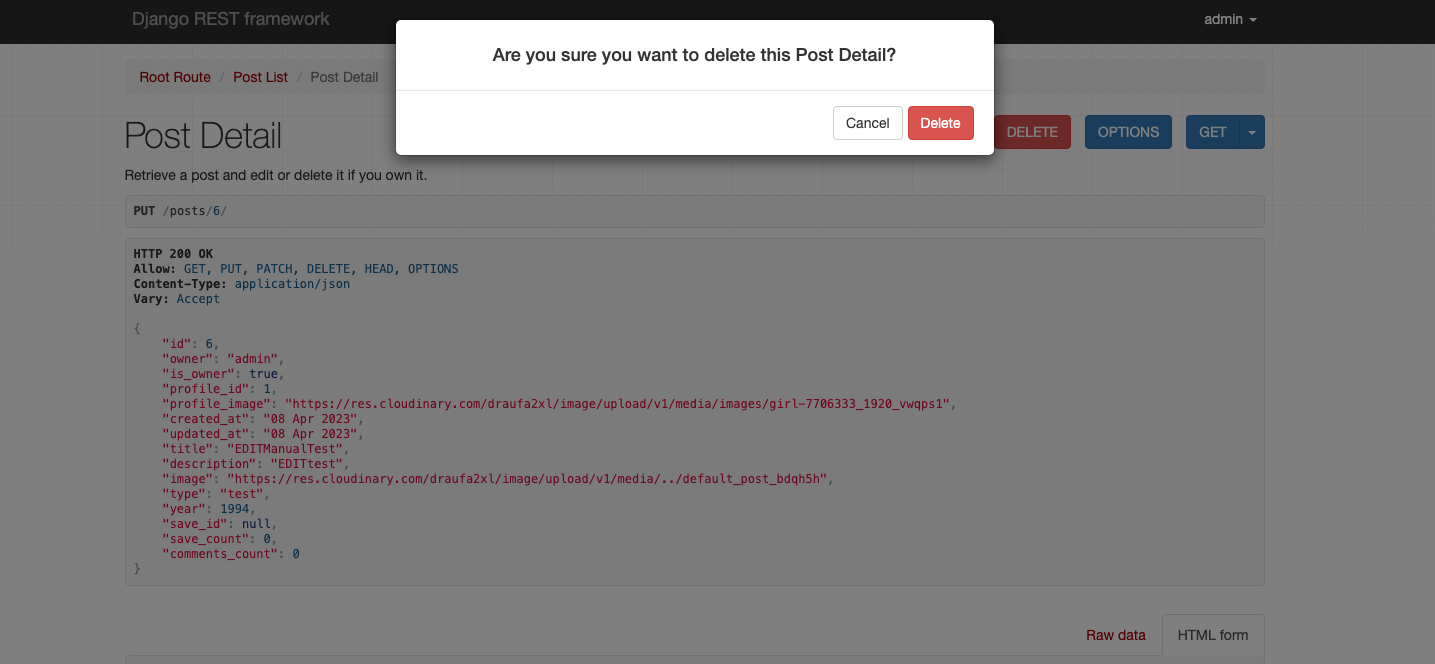 Django REST framework
admin
Are you sure you want to delete this Post Detail?
Cancel
Delete
Root Route / Post List / Post Detail
Post Detail
DELETE
OPTIONS
GET
Retrieve a post and edit or delete it if you own it.
PUT /posts/6/
HTTP 200 OK
Allow: GET, PUT, PATCH, DELETE, HEAD, OPTIONS
Content-Type: application/json
Vary: Accept
{
"id": 6,
"owner": "admin",
"is_owner": true,
"profile_id": 1,
"profile_image": "https://res.cloudinary.com/draufa2xl/image/upload/v1/media/images/girl-7706333_1920_vwqps1",
"created_at": "08 Apr 2023",
"updated_at": "08 Apr 2023",
"title": "EDITManualTest",
"description": "EDITtest",
"image": "https://res.cloudinary.com/draufa2xl/image/upload/v1/media/../default_post_bdqh5h",
"type": "test",
"year": 1994,
"save_id": null,
"save_count": 0,
"comments_count": 0
}
Raw data
HTML form